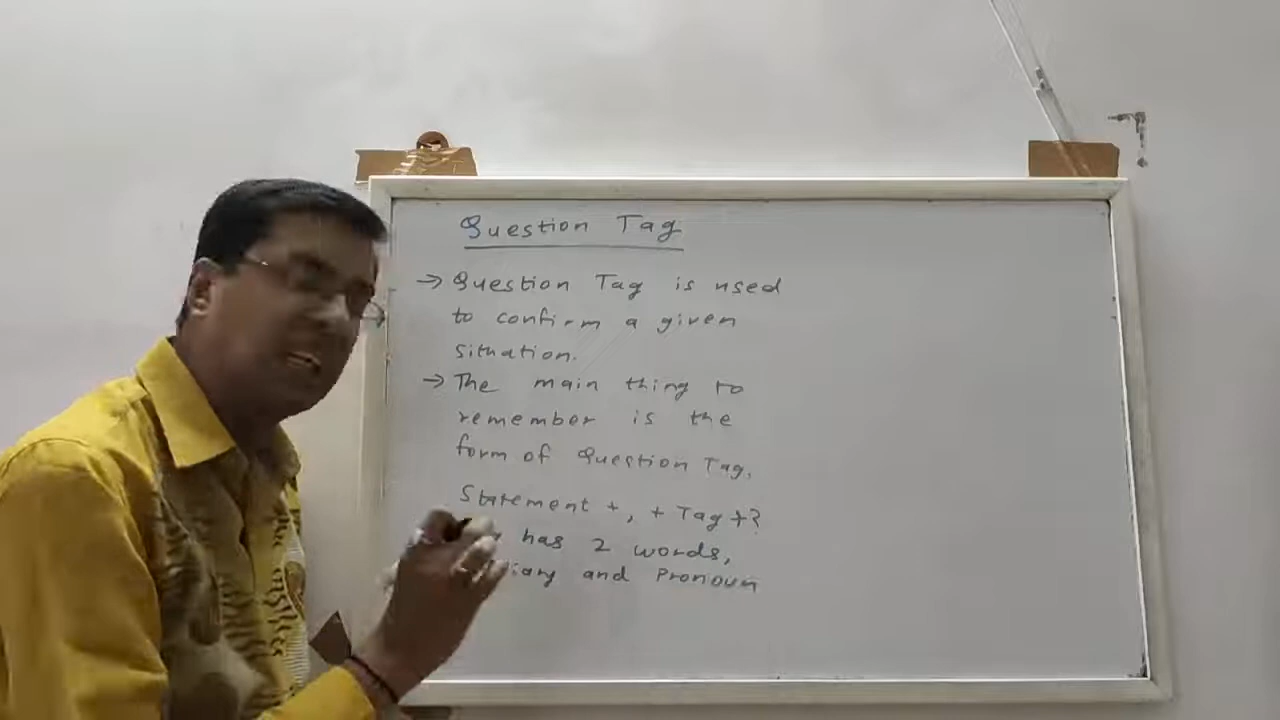 Question Tag
→ Question Tag is used
to confirm a given
situation.
→ The main thing to
remember is the
form of Question Tag.
Statement + , + Tag + ?
has 2 words,
and Pronoun